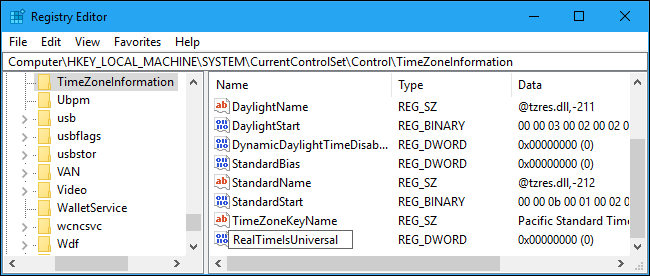 Registry Editor
File Edit View Favorites Help
Computer\HKEY_LOCAL_MACHINE\SYSTEM\CurrentControlSet\Control\TimeZoneInformation
TimeZoneInformation
Ubpm
usb
usbflags
usbstor
VAN
Video
WalletService
wcncsvc
Wdf
Name Type Data
DaylightName REG_SZ @tzres.dll,-211
DaylightStart REG_BINARY 00 00 03 00 02 00 02 0
DynamicDaylightTimeDisab... REG_DWORD 0x00000000 (0)
StandardBias REG_DWORD 0x00000000 (0)
StandardName REG_SZ @tzres.dll,-212
StandardStart REG_BINARY 00 00 0b 00 01 00 02 0
TimeZoneKeyName REG_SZ Pacific Standard Time
RealTimeIsUniversal REG_DWORD 0x00000000 (0)